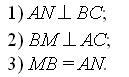 1) AN ⊥ BC;
2) BM ⊥ AC;
3) MB = AN.